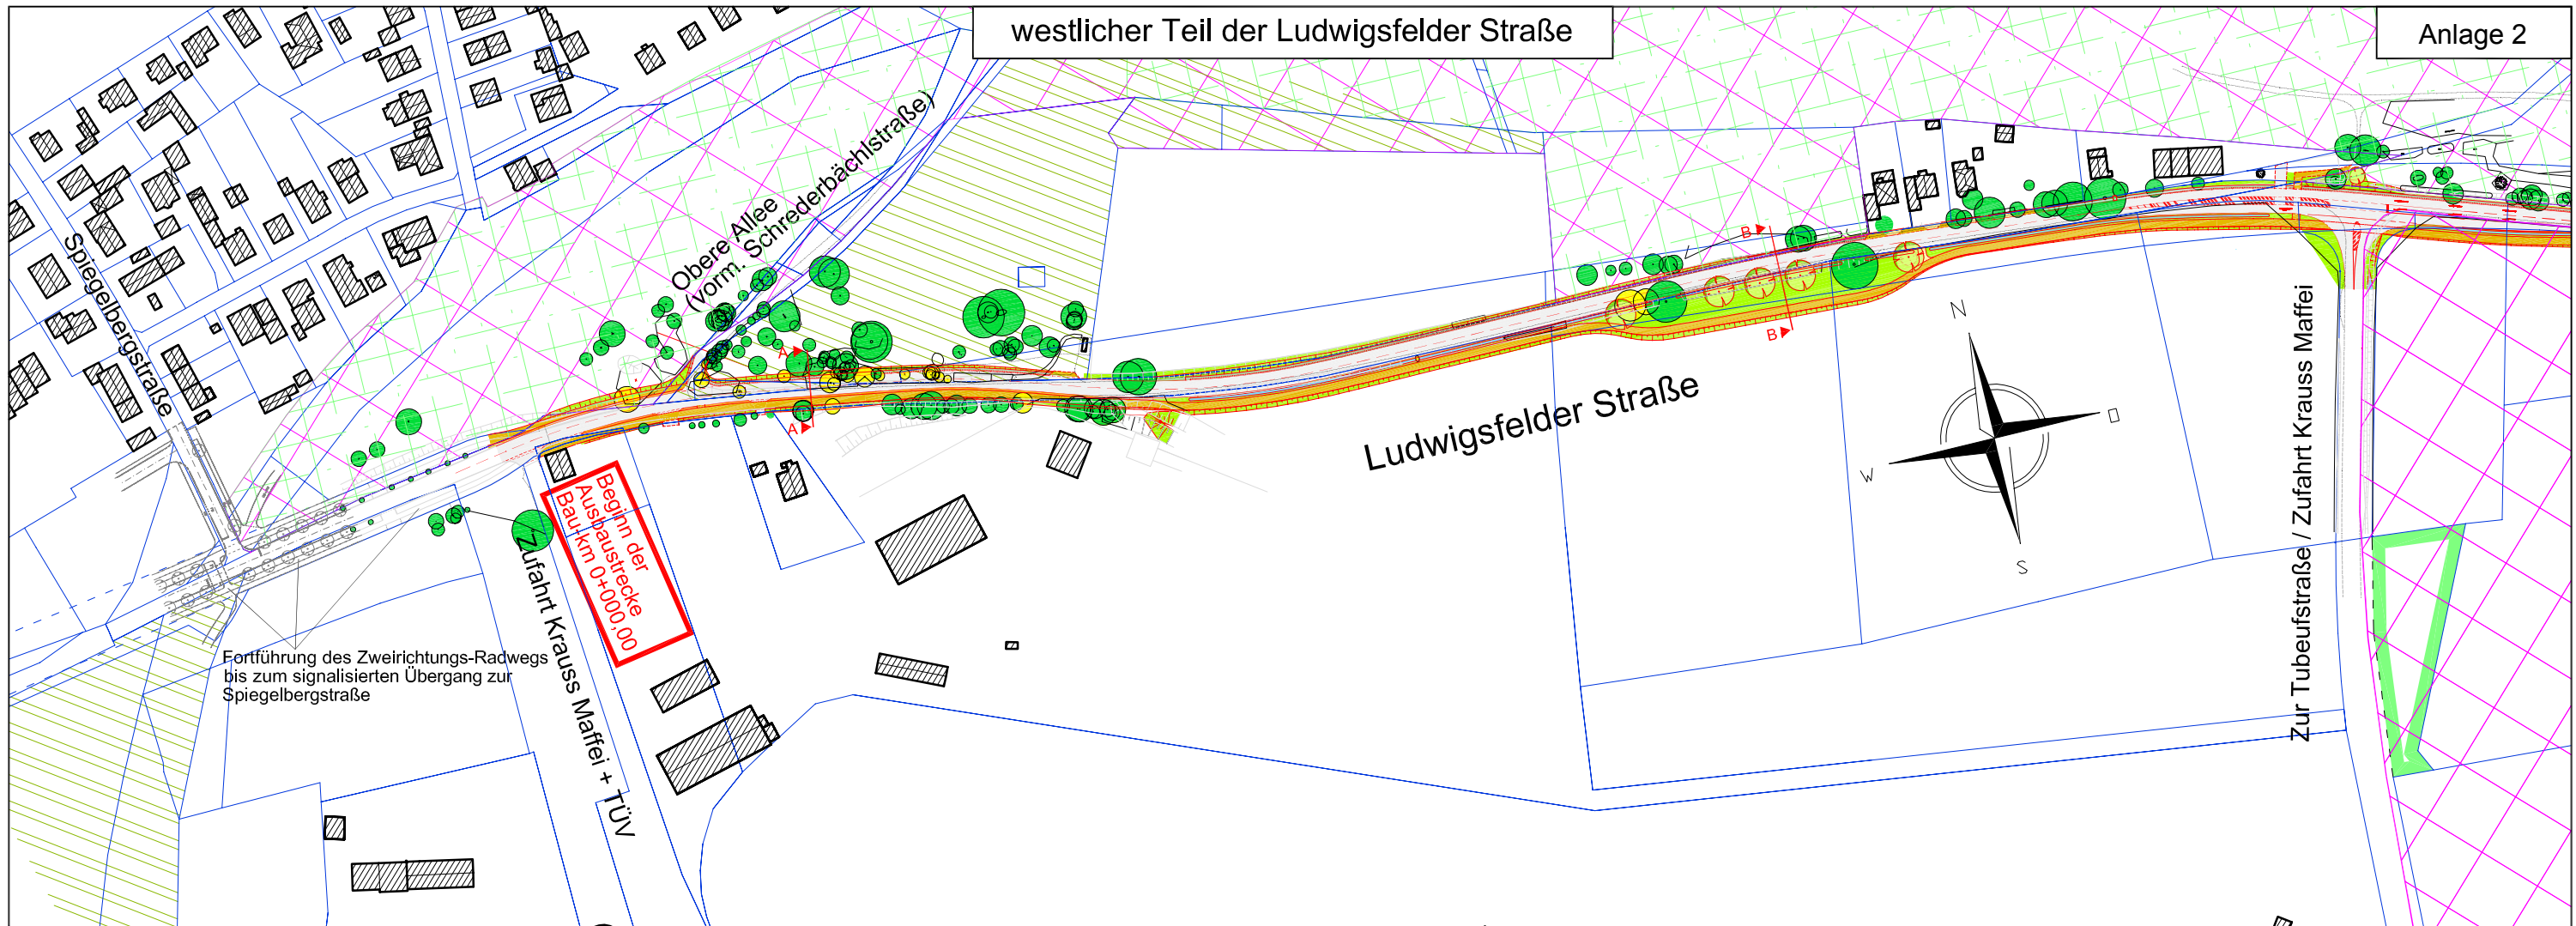 westlicher Teil der Ludwigsfelder Straße
Anlage 2
Obere Allee
(vorm. Schrederbächlstraße)
Spiegelbergstraße
A
A
B
B
N
O
W
S
Ludwigsfelder Straße
Zur Tubeufstraße / Zufahrt Krauss Maffei
Beginn der
Ausbaustrecke
Bau-km 0+000,00
Zufahrt Krauss Maffei + TÜV
Fortführung des Zweirichtungs-Radwegs
bis zum signalisierten Übergang zur
Spiegelbergstraße